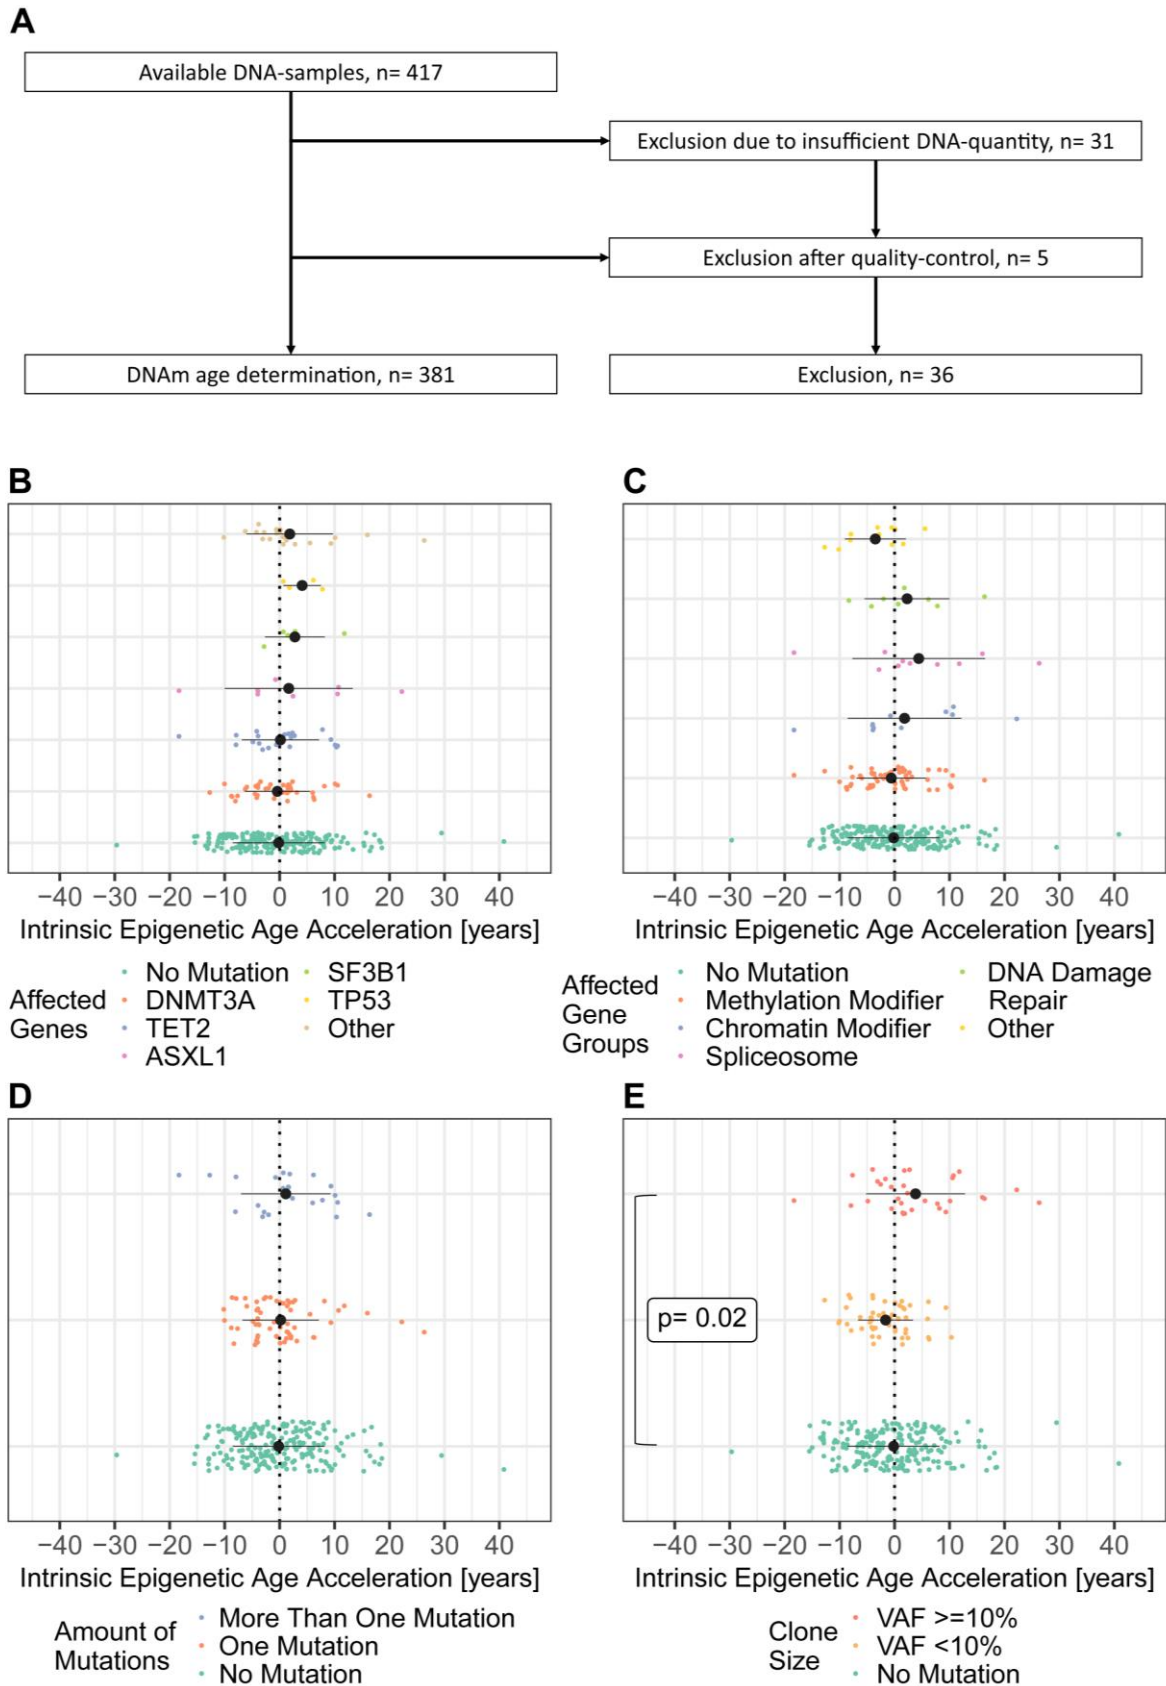 A
Available DNA-samples, n= 417
Exclusion due to insufficient DNA-quantity, n= 31
Exclusion after quality-control, n= 5
DNAm age determination, n= 381
Exclusion, n= 36
B
−40 −30 −20 −10 0 10 20 30 40
Intrinsic Epigenetic Age Acceleration [years]
Affected
Genes
No Mutation
DNMT3A
TET2
ASXL1
SF3B1
TP53
Other
C
−40 −30 −20 −10 0 10 20 30 40
Intrinsic Epigenetic Age Acceleration [years]
Affected
Gene
Groups
No Mutation
Methylation Modifier
Chromatin Modifier
Spliceosome
DNA Damage
Repair
Other
D
−40 −30 −20 −10 0 10 20 30 40
Intrinsic Epigenetic Age Acceleration [years]
Amount of
Mutations
More Than One Mutation
One Mutation
No Mutation
E
p= 0.02
−40 −30 −20 −10 0 10 20 30 40
Intrinsic Epigenetic Age Acceleration [years]
Clone
Size
VAF >=10%
VAF <10%
No Mutation